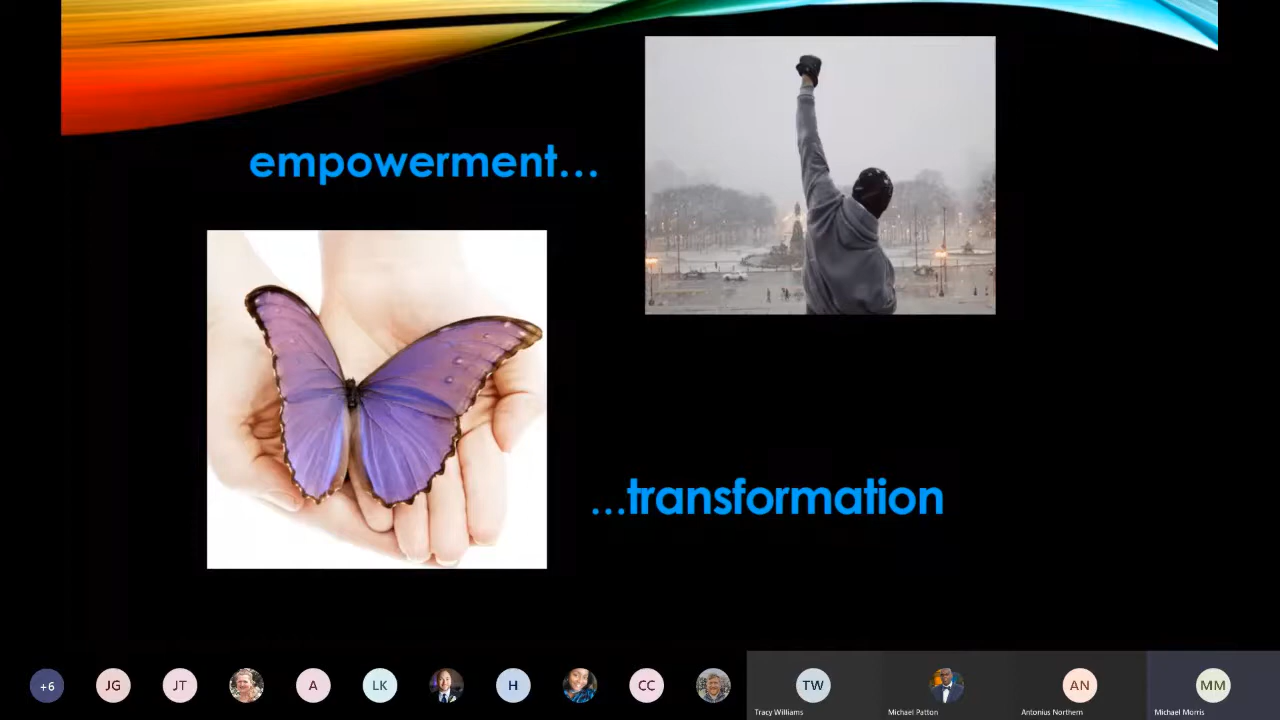 empowerment...
...transformation
+6
JG
JT
A
LK
H
CC
TW
AN
MM
Tracy Williams
Michael Patton
Antonius Northern
Michael Morris